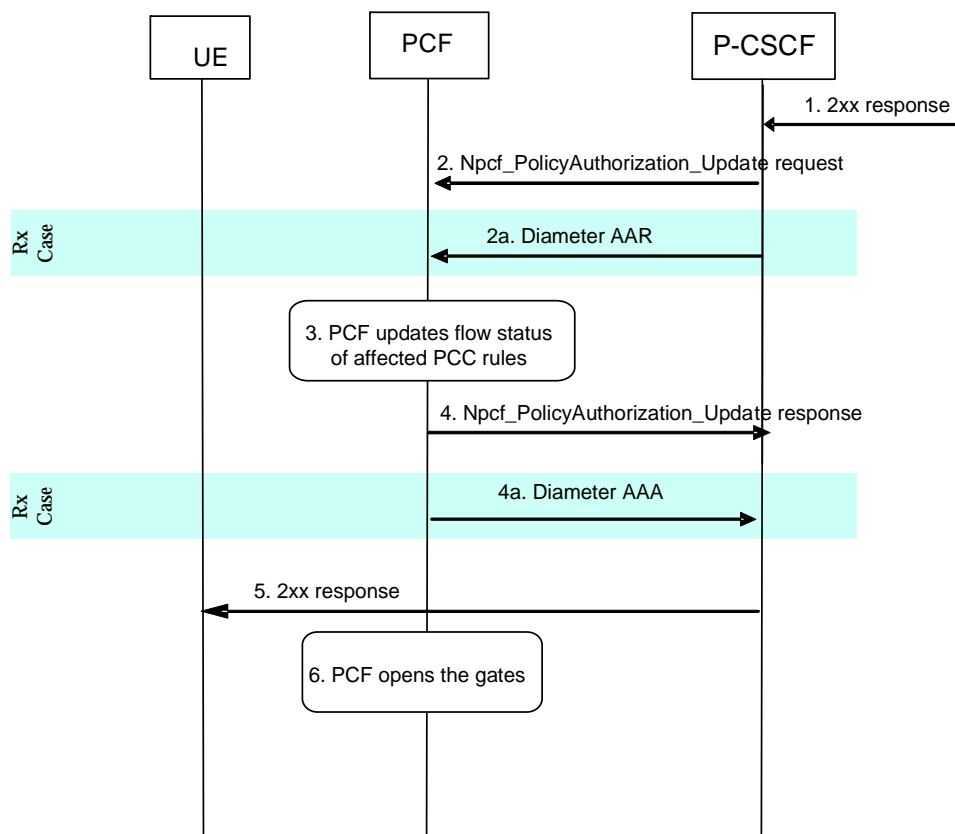 UE
PCF
P-CSCF
1. 2xx response
2. Npcf_PolicyAuthorization_Update request
Rx
Case
2a. Diameter AAR
3. PCF updates flow status
of affected PCC rules
4. Npcf_PolicyAuthorization_Update response
Rx
Case
4a. Diameter AAA
5. 2xx response
6. PCF opens the gates